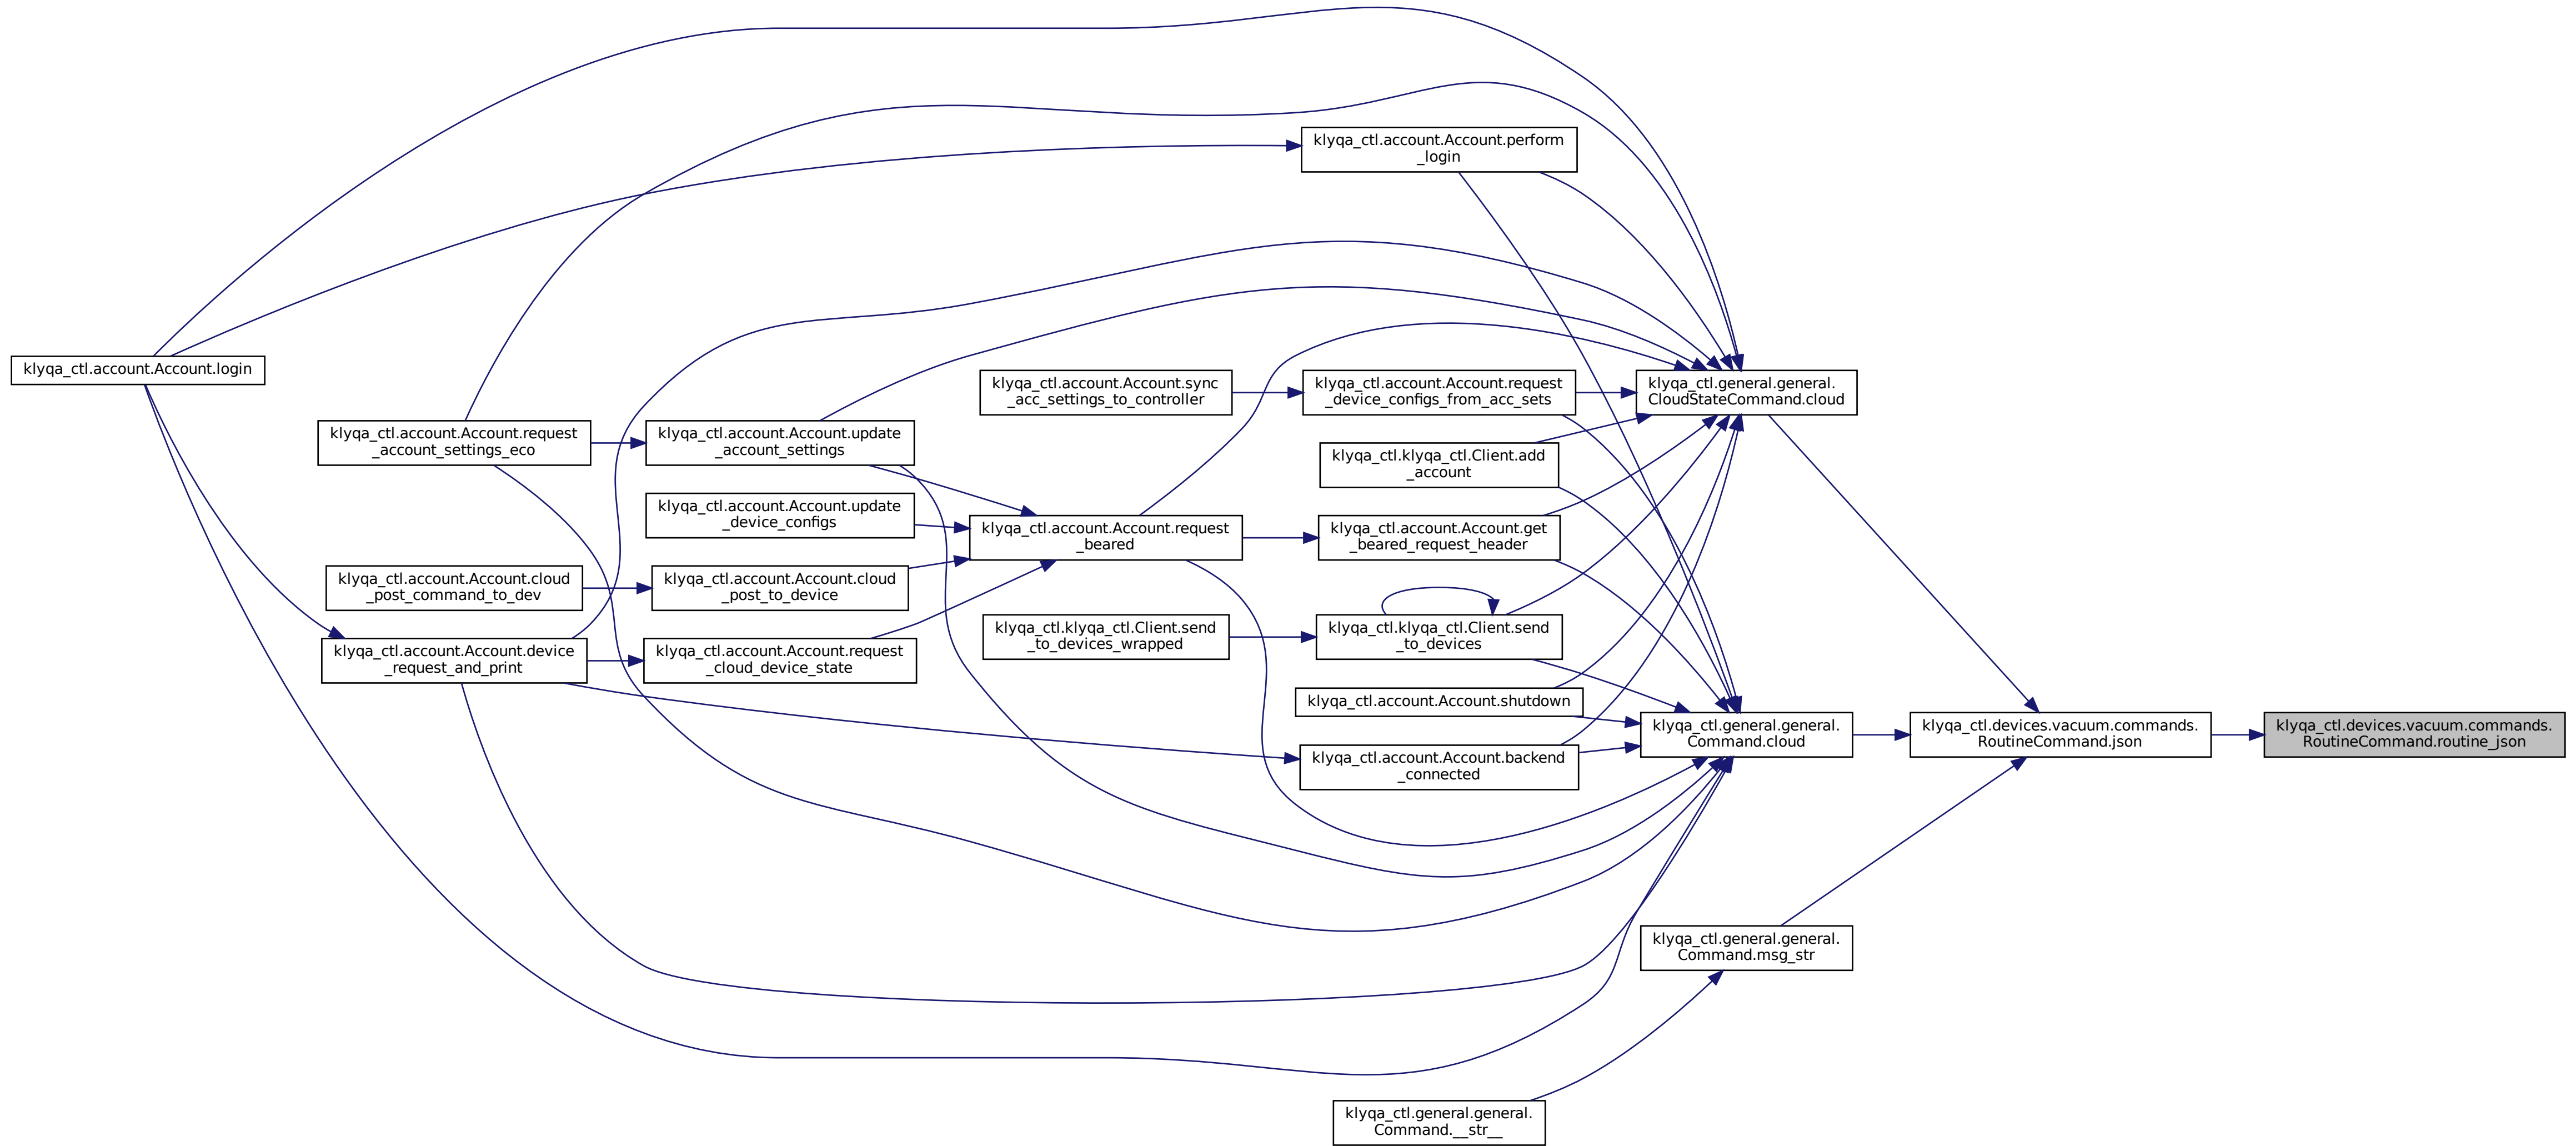 klyqa_ctl.account.Account.perform
_login
klyqa_ctl.account.Account.login
klyqa_ctl.account.Account.sync
_acc_settings_to_controller
klyqa_ctl.account.Account.request
_device_configs_from_acc_sets
klyqa_ctl.general.general.
CloudStateCommand.cloud
klyqa_ctl.account.Account.request
_account_settings_eco
klyqa_ctl.account.Account.update
_account_settings
klyqa_ctl.klyqa_ctl.Client.add
_account
klyqa_ctl.account.Account.update
_device_configs
klyqa_ctl.account.Account.request
_beared
klyqa_ctl.account.Account.get
_beared_request_header
klyqa_ctl.account.Account.cloud
_post_command_to_dev
klyqa_ctl.account.Account.cloud
_post_to_device
klyqa_ctl.klyqa_ctl.Client.send
_to_devices_wrapped
klyqa_ctl.klyqa_ctl.Client.send
_to_devices
klyqa_ctl.account.Account.device
_request_and_print
klyqa_ctl.account.Account.request
_cloud_device_state
klyqa_ctl.account.Account.shutdown
klyqa_ctl.general.general.
Command.cloud
klyqa_ctl.devices.vacuum.commands.
RoutineCommand.json
klyqa_ctl.devices.vacuum.commands.
RoutineCommand.routine_json
klyqa_ctl.account.Account.backend
_connected
klyqa_ctl.general.general.
Command.msg_str
klyqa_ctl.general.general.
Command.__str__